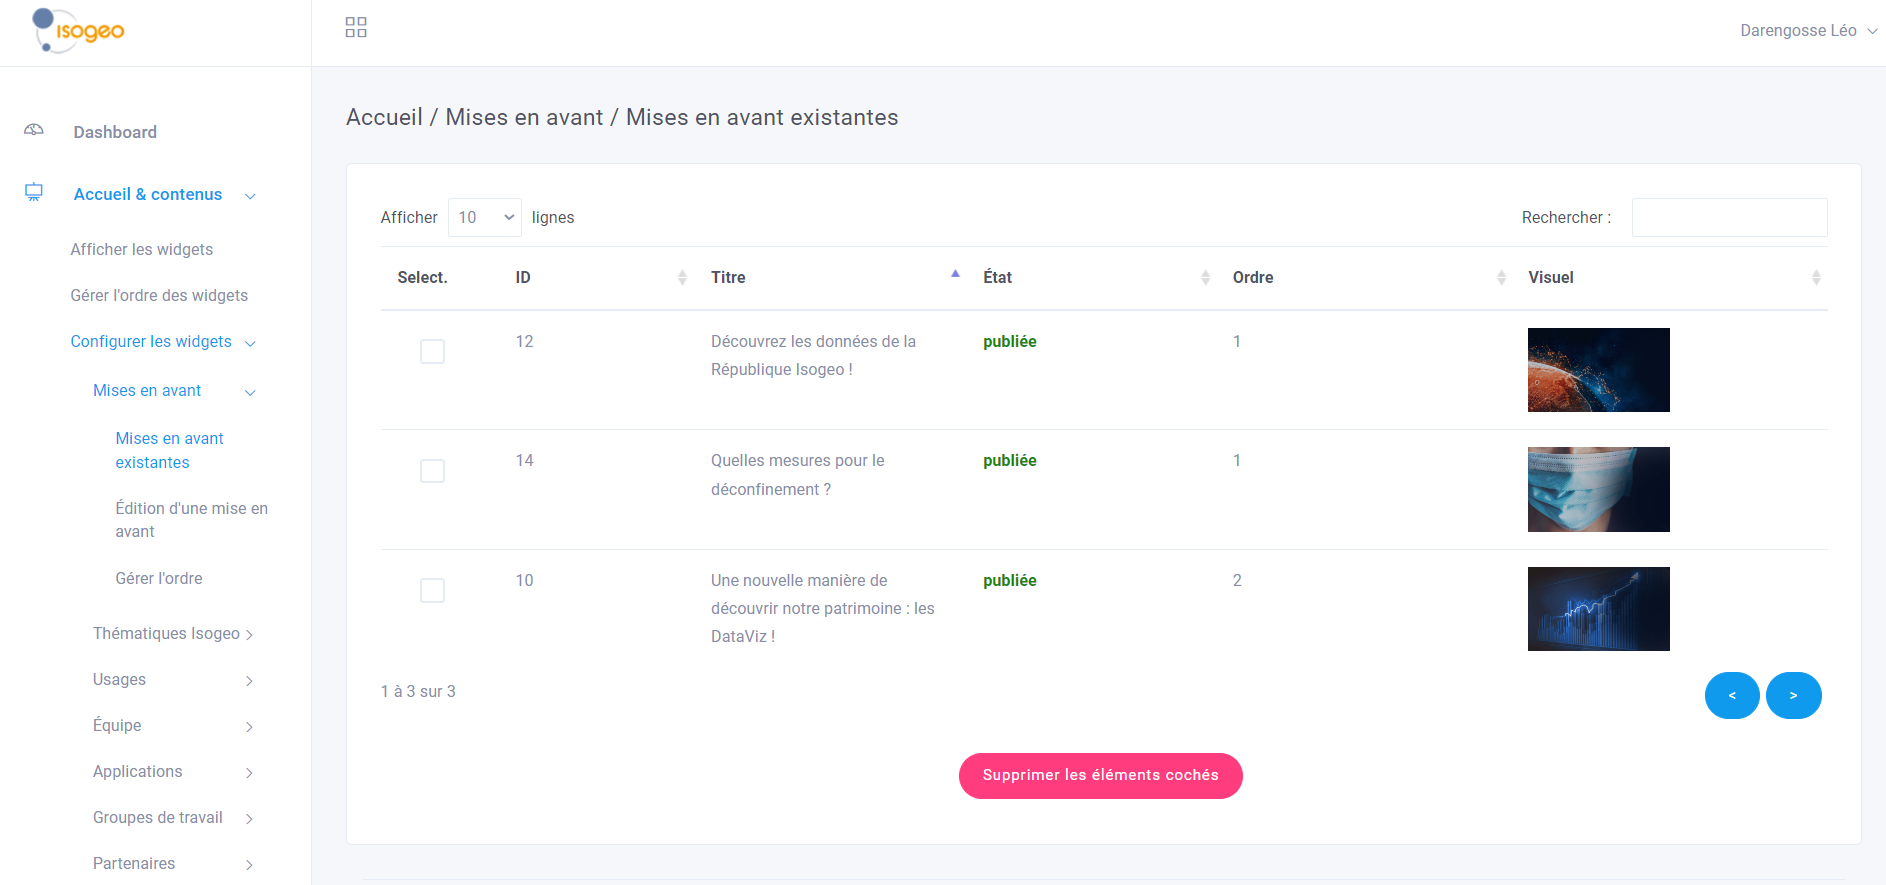 isogeo
Darengosse Léo
Dashboard
Accueil & contenus
Afficher les widgets
Gérer l'ordre des widgets
Configurer les widgets
Mises en avant
Mises en avant
existantes
Édition d'une mise en
avant
Gérer l'ordre
Thématiques Isogeo
Usages
Équipe
Applications
Groupes de travail
Partenaires
Accueil / Mises en avant / Mises en avant existantes
Afficher 10 lignes
Rechercher :
Select. ID Titre État Ordre Visuel
12 Découvrez les données de la publiée 1
République Isogeo !
14 Quelles mesures pour le publiée 1
déconfinement ?
10 Une nouvelle manière de publiée 2
découvrir notre patrimoine : les
DataViz !
1 à 3 sur 3
< >
Supprimer les éléments cochés